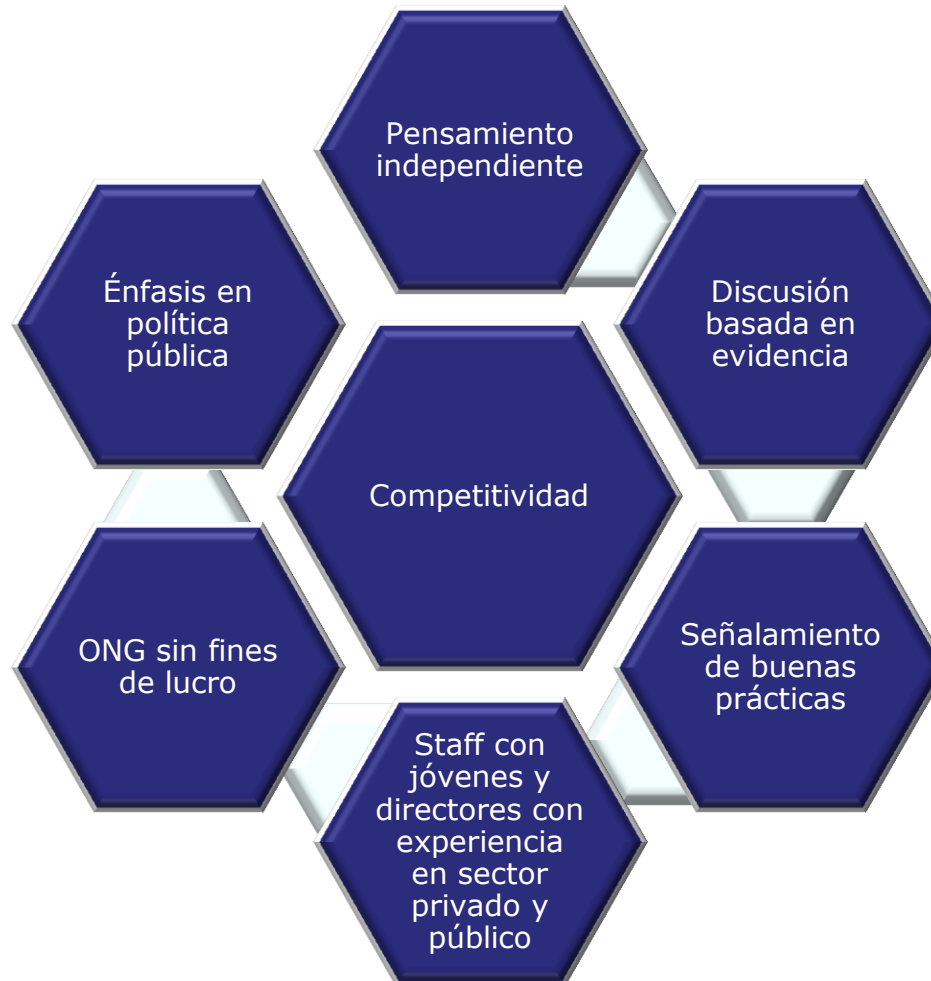 Pensamiento
independiente
Discusión
basada en
evidencia
Señalamiento
de buenas
prácticas
Staff con
jóvenes y
directores con
experiencia
en sector
privado y
público
ONG sin fines
de lucro
Énfasis en
política
pública
Competitividad